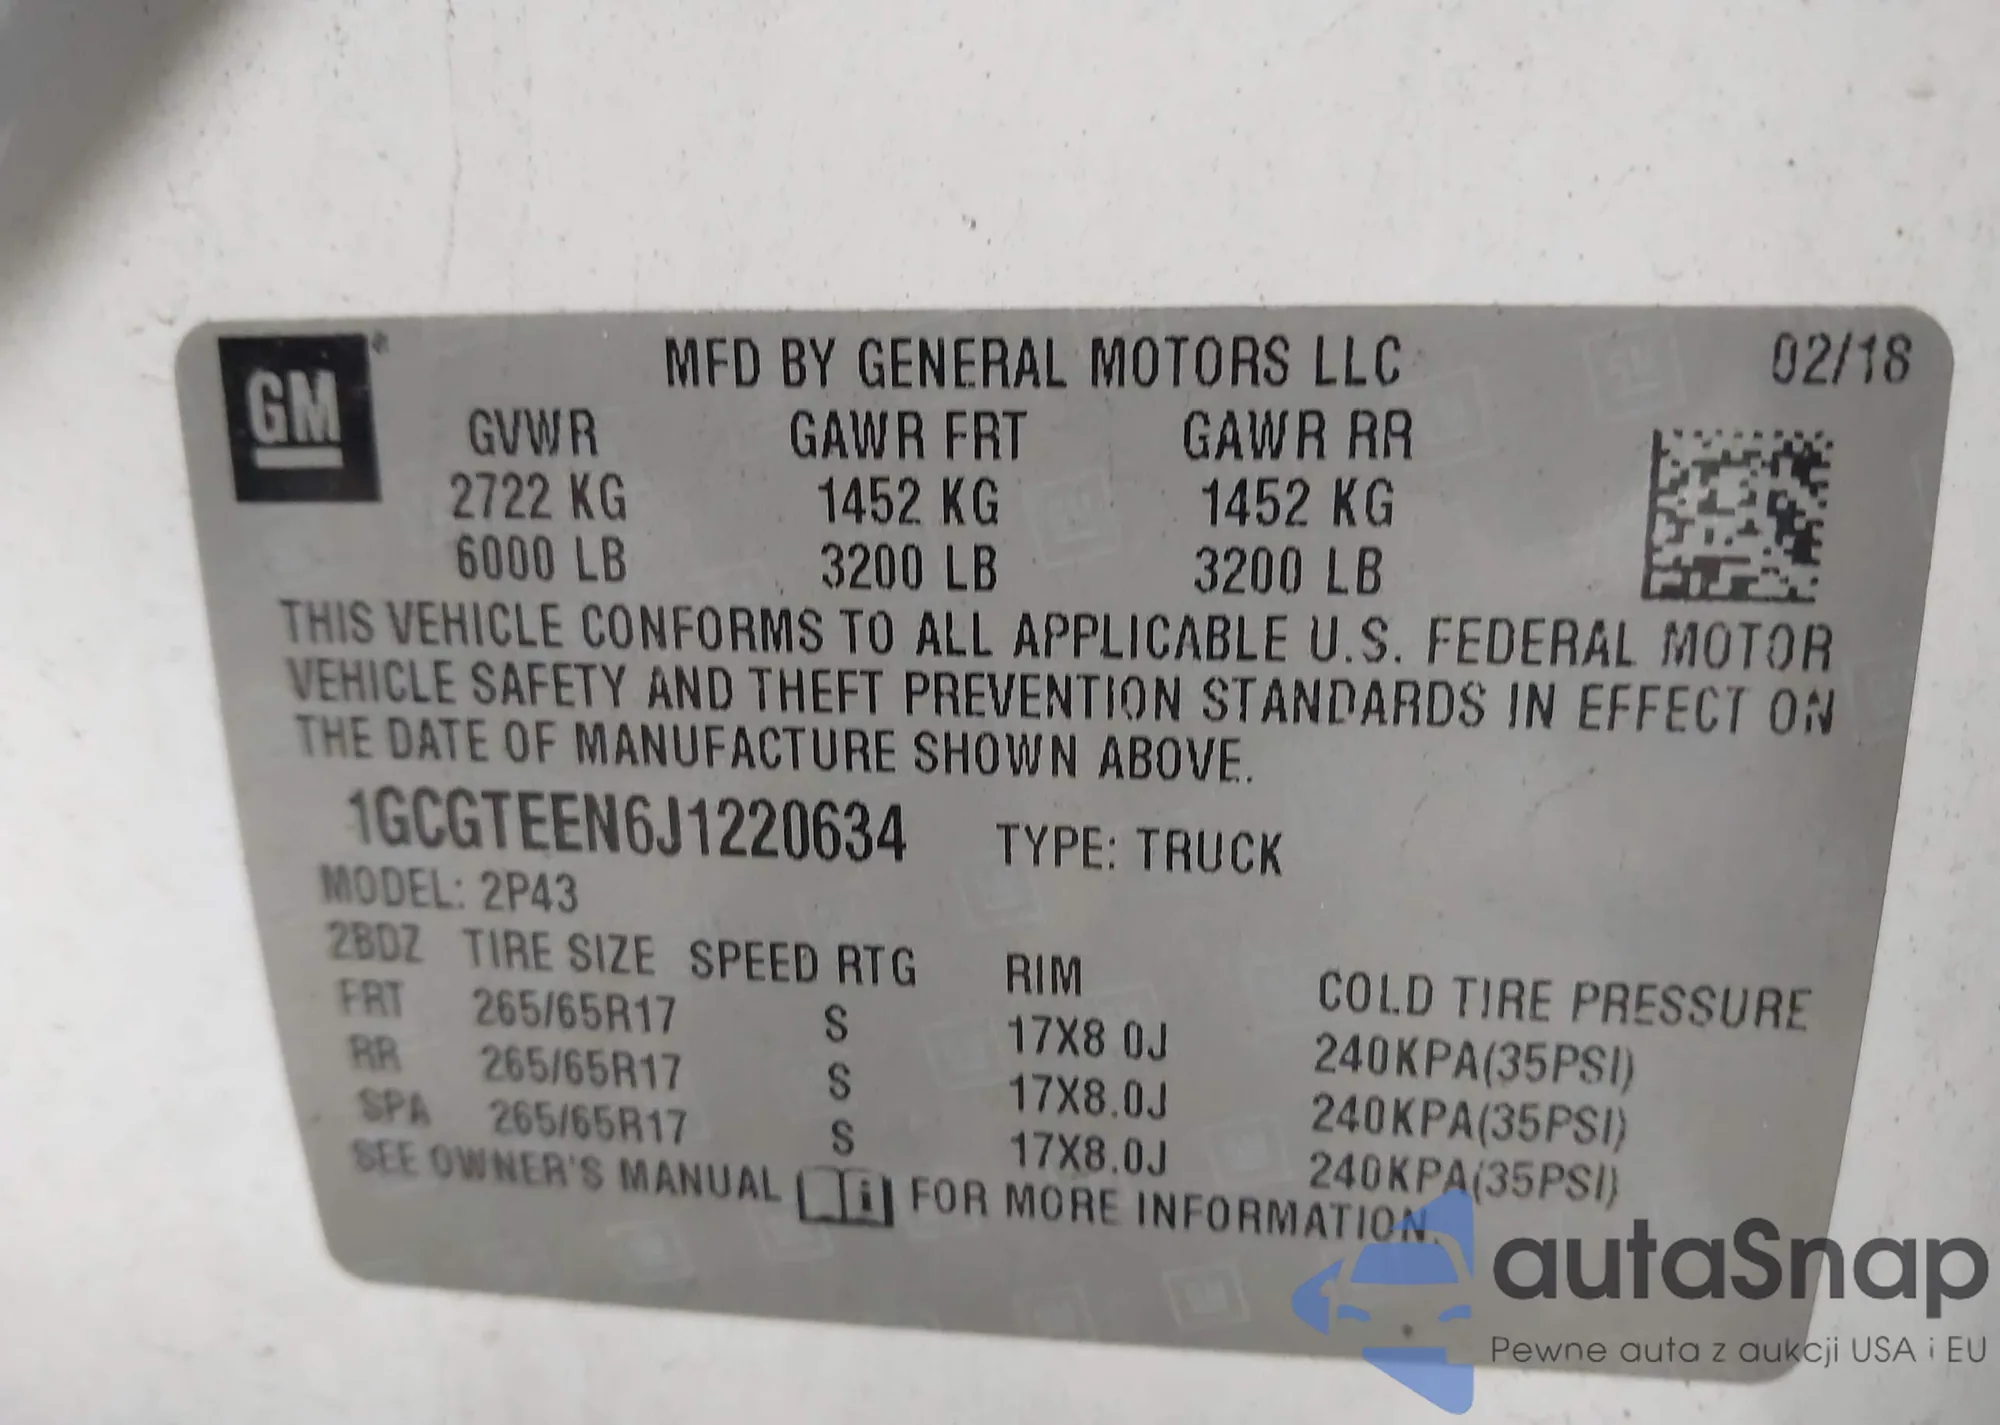 GM®
MFD BY GENERAL MOTORS LLC 02/18
GVWR GAWR FRT GAWR RR
2722 KG 1452 KG 1452 KG
6000 LB 3200 LB 3200 LB
THIS VEHICLE CONFORMS TO ALL APPLICABLE U.S. FEDERAL MOTOR
VEHICLE SAFETY AND THEFT PREVENTION STANDARDS IN EFFECT ON
THE DATE OF MANUFACTURE SHOWN ABOVE.
1GCGTEEN6J1220634 TYPE: TRUCK
MODEL: 2P43
2BDZ TIRE SIZE SPEED RTG RIM COLD TIRE PRESSURE
FRT 265/65R17 S 17X8.0J 240KPA(35PSI)
RR 265/65R17 S 17X8.0J 240KPA(35PSI)
SPA 265/65R17 S 17X8.0J 240KPA(35PSI)
SEE OWNER'S MANUAL FOR MORE INFORMATION.
autaSnap
Pewne auta z aukcji USA i EU